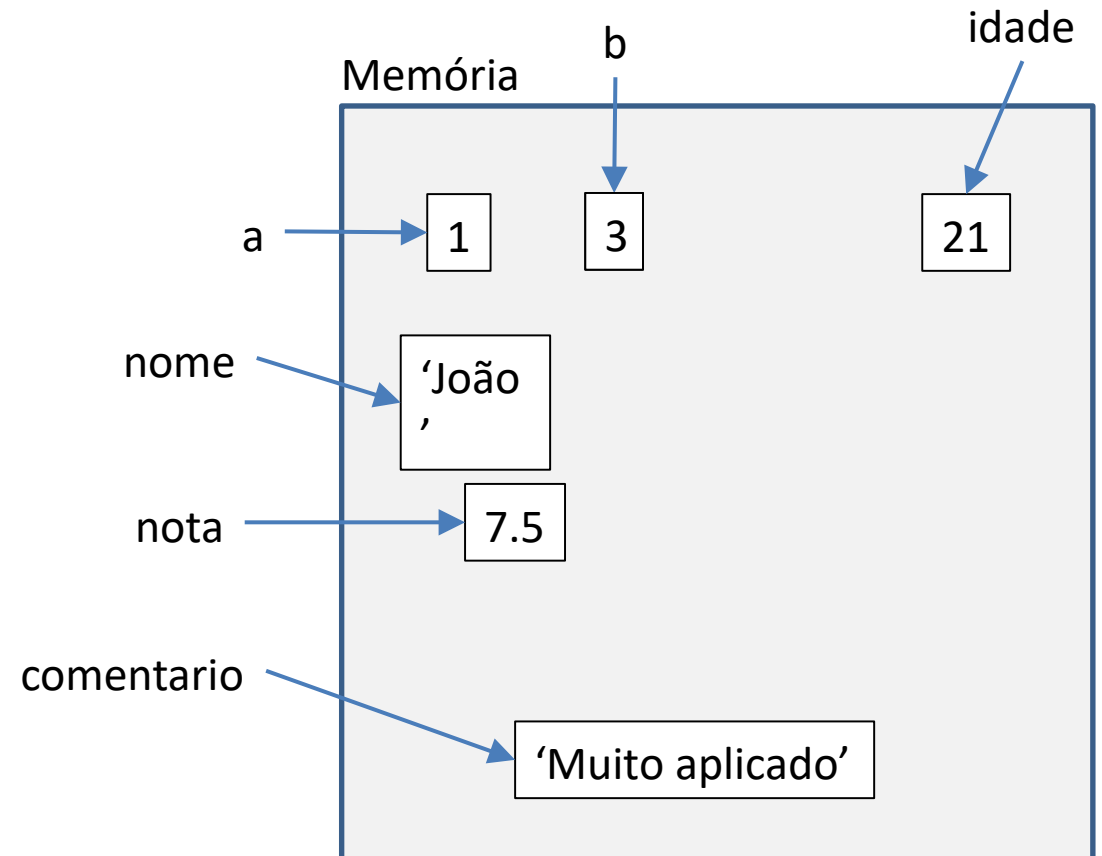 idade
b
Memória
a
1
3
21
nome
‘João
’
nota
7.5
comentario
‘Muito aplicado’